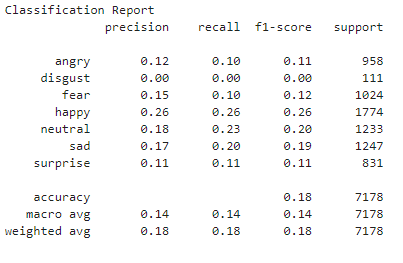 Classification Report
precision recall f1-score support
angry 0.12 0.10 0.11 958
disgust 0.00 0.00 0.00 111
fear 0.15 0.10 0.12 1024
happy 0.26 0.26 0.26 1774
neutral 0.18 0.23 0.20 1233
sad 0.17 0.20 0.19 1247
surprise 0.11 0.11 0.11 831
accuracy 0.18 7178
macro avg 0.14 0.14 0.14 7178
weighted avg 0.18 0.18 0.18 7178